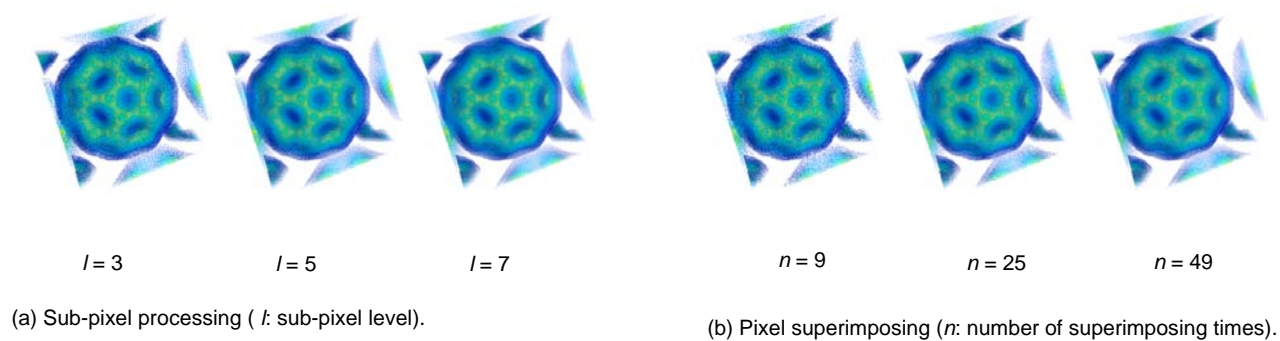 l = 3
l = 5
l = 7
(a) Sub-pixel processing ( l: sub-pixel level).
n = 9
n = 25
n = 49
(b) Pixel superimposing (n: number of superimposing times).